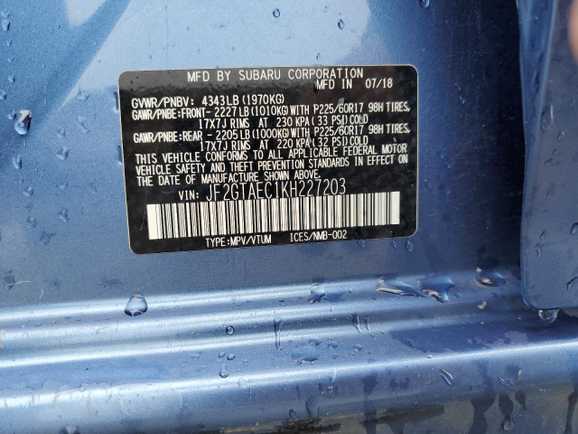 MFD BY SUBARU CORPORATION
MADE IN 07/18
GVWR/PNBV: 4343LB (1970KG)
GAWR/PNBE:FRONT- 2227LB (1010KG) WITH P225/60R17 98H TIRES,
17X7J RIMS AT 230 KPA (33 PSI) COLD
GAWR/PNBE:REAR - 2205LB (1000KG) WITH P225/60R17 98H TIRES,
17X7J RIMS AT 220 KPA (32 PSI) COLD
THIS VEHICLE CONFORMS TO ALL APPLICABLE FEDERAL MOTOR
VEHICLE SAFETY AND THEFT PREVENTION STANDARDS IN EFFECT
ON THE DATE OF MANUFACTURE SHOWN ABOVE.
VIN: JF2GTAEC1KH227203
TYPE:MPV/VTUM ICES/NMB-002